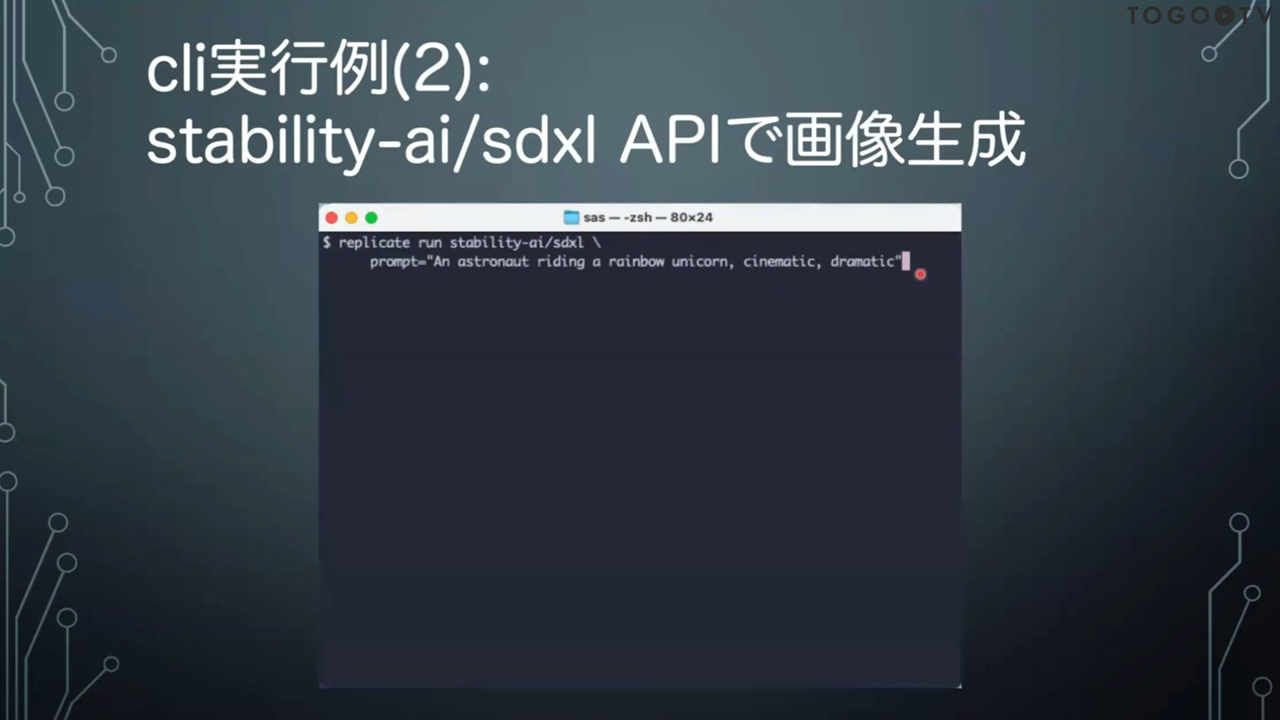 TOGO TV
cli実行例(2):
stability-ai/sdxl APIで画像生成
sas — -zsh — 80×24
$ replicate run stability-ai/sdxl \
prompt="An astronaut riding a rainbow unicorn, cinematic, dramatic"